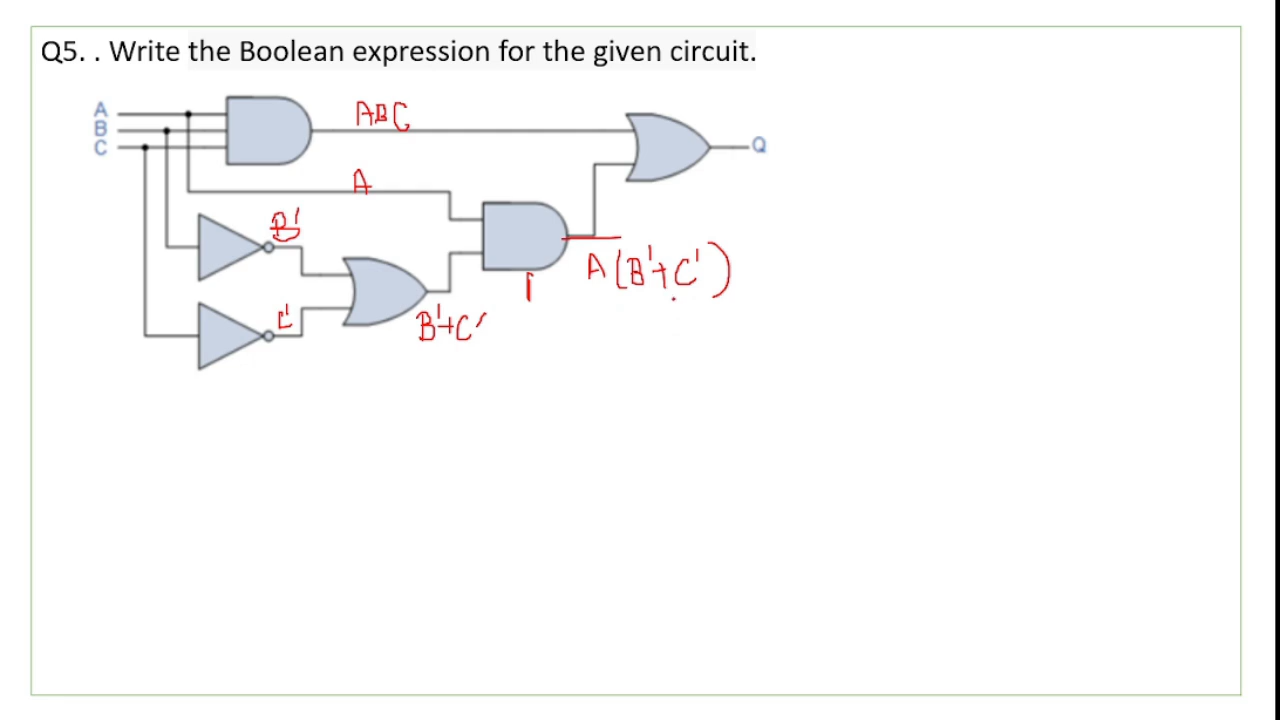 Q5. . Write the Boolean expression for the given circuit.
A
B
C
ABC
Q
A
B'
A(B'+C')
C'
B'+C'